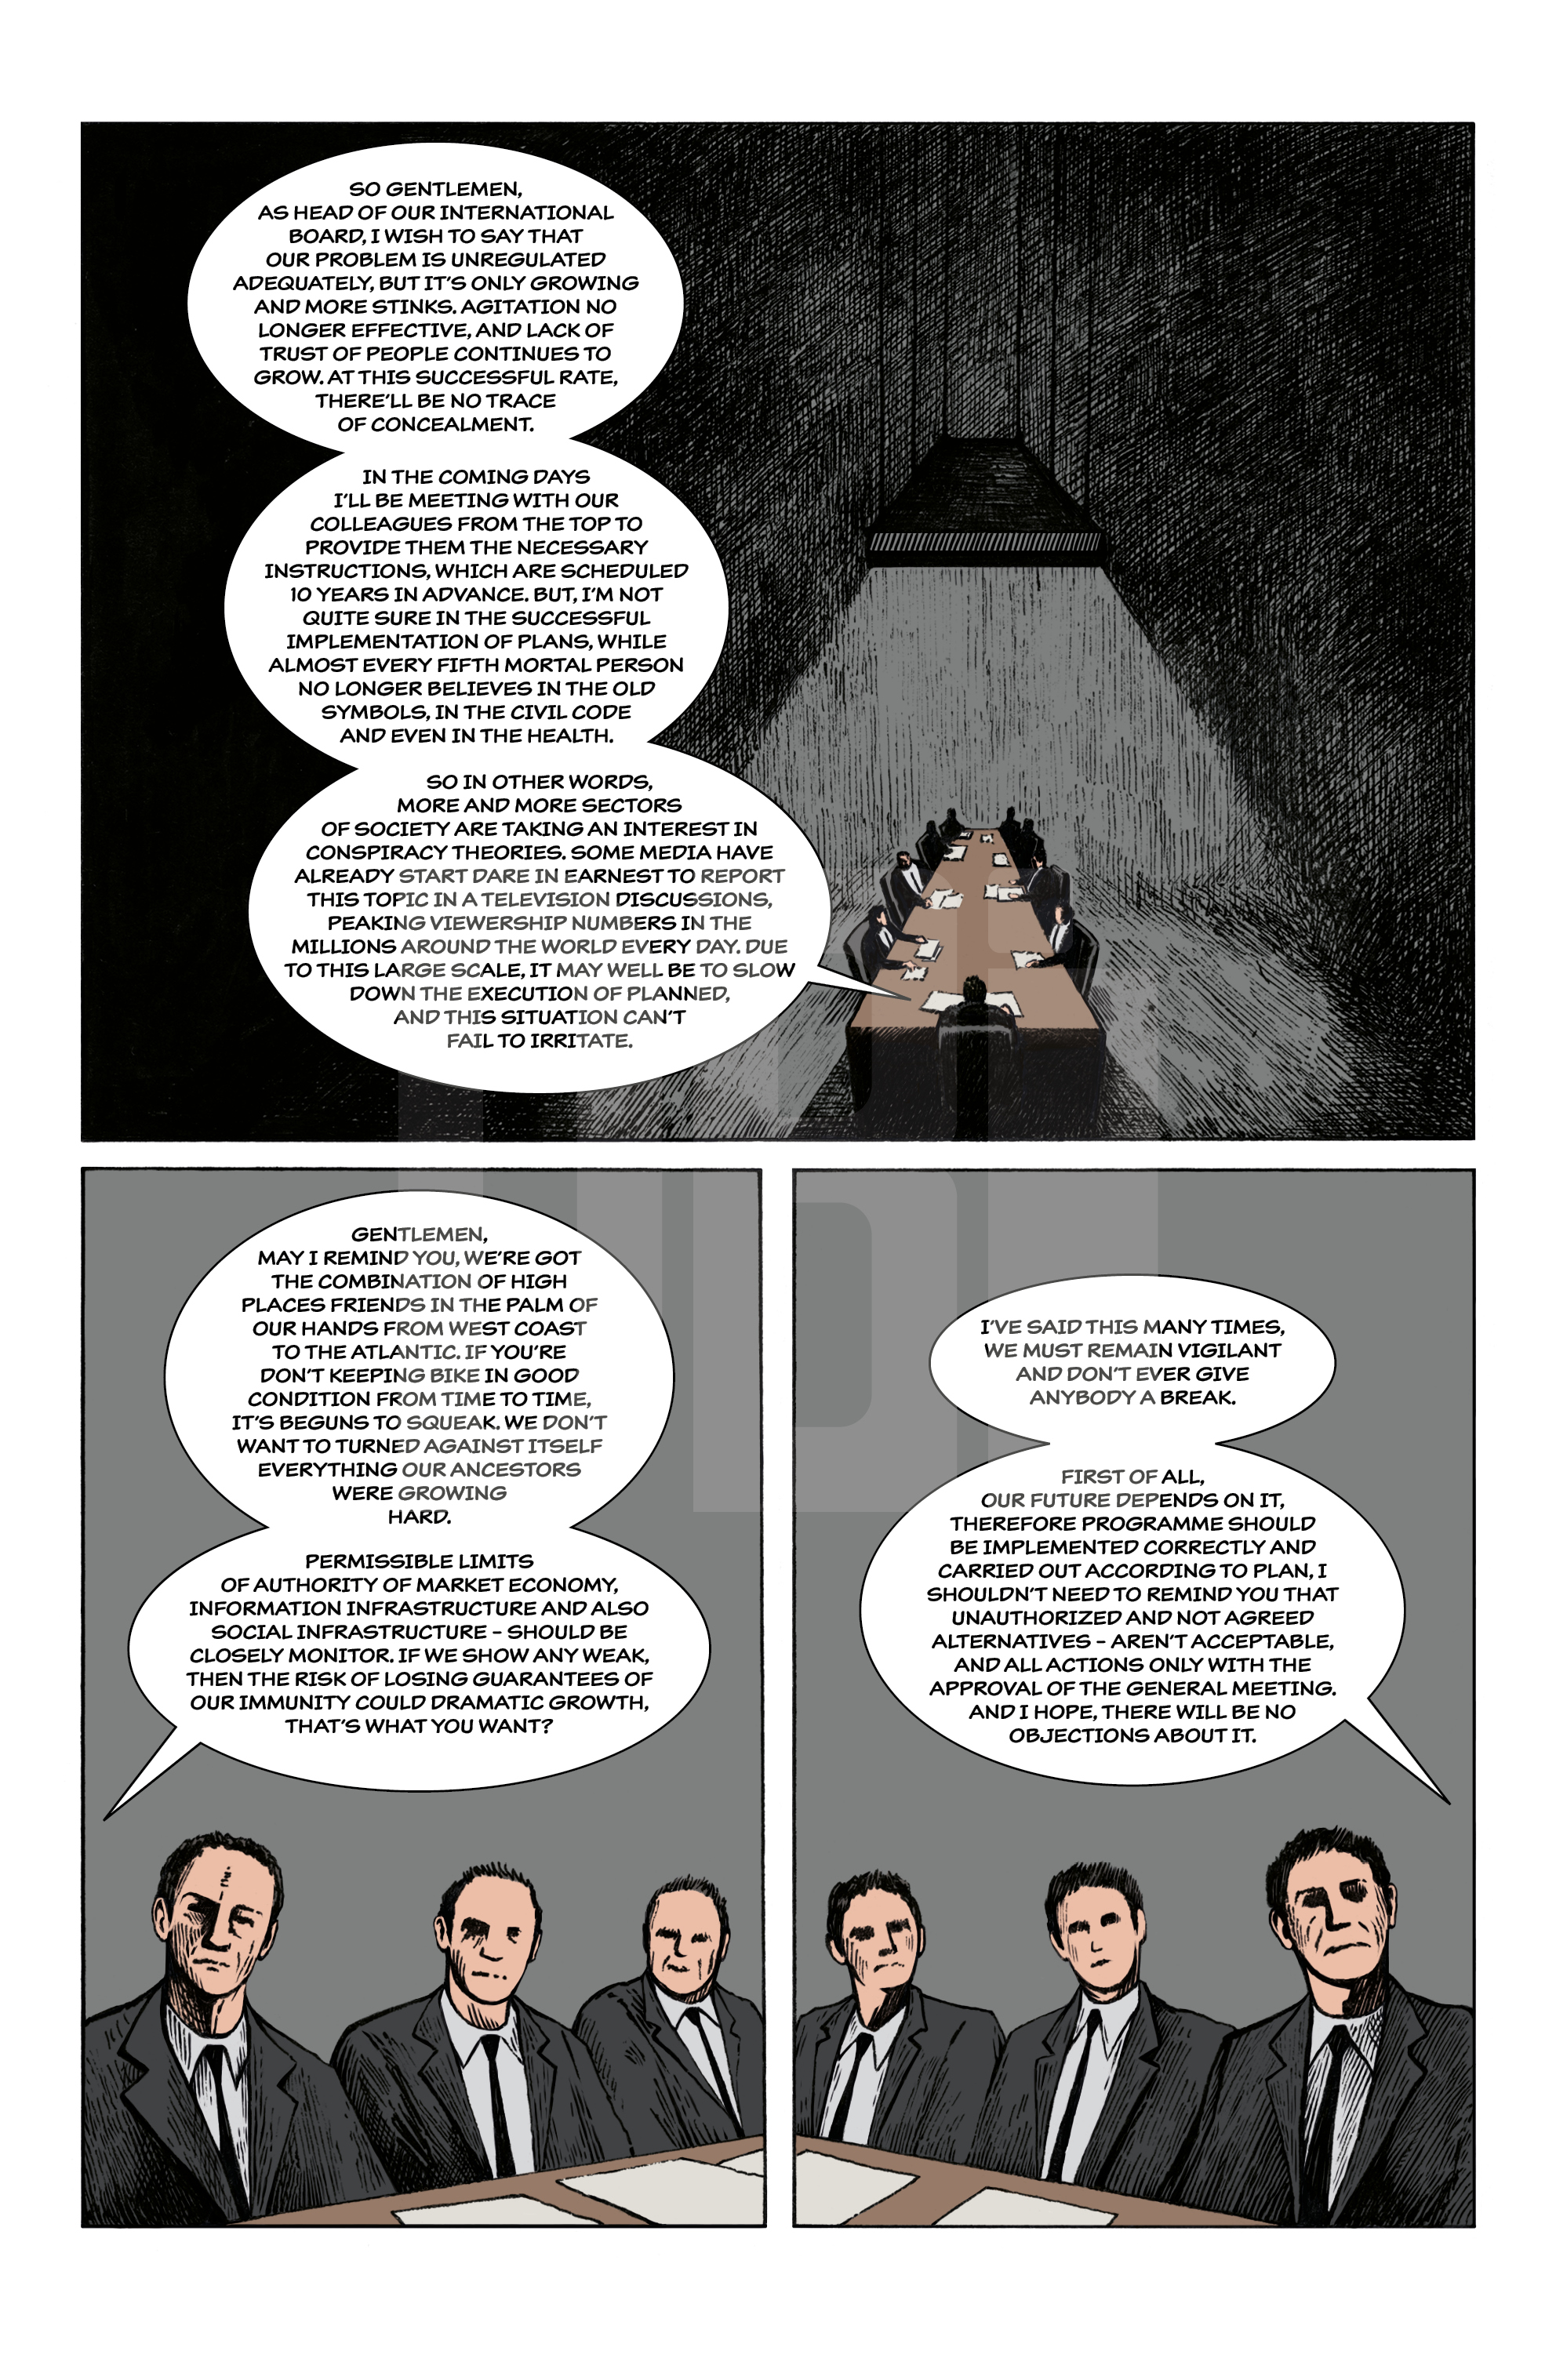 SO GENTLEMEN,
AS HEAD OF OUR INTERNATIONAL
BOARD, I WISH TO SAY THAT
OUR PROBLEM IS UNREGULATED
ADEQUATELY, BUT IT'S ONLY GROWING
AND MORE STINKS. AGITATION NO
LONGER EFFECTIVE, AND LACK OF
TRUST OF PEOPLE CONTINUES TO
GROW. AT THIS SUCCESSFUL RATE,
THERE'LL BE NO TRACE
OF CONCEALMENT.
IN THE COMING DAYS
I'LL BE MEETING WITH OUR
COLLEAGUES FROM THE TOP TO
PROVIDE THEM THE NECESSARY
INSTRUCTIONS, WHICH ARE SCHEDULED
10 YEARS IN ADVANCE. BUT, I'M NOT
QUITE SURE IN THE SUCCESSFUL
IMPLEMENTATION OF PLANS, WHILE
ALMOST EVERY FIFTH MORTAL PERSON
NO LONGER BELIEVES IN THE OLD
SYMBOLS, IN THE CIVIL CODE
AND EVEN IN THE HEALTH.
SO IN OTHER WORDS,
MORE AND MORE SECTORS
OF SOCIETY ARE TAKING AN INTEREST IN
CONSPIRACY THEORIES. SOME MEDIA HAVE
ALREADY START DARE IN EARNEST TO REPORT
THIS TOPIC IN A TELEVISION DISCUSSIONS,
PEAKING VIEWERSHIP NUMBERS IN THE
MILLIONS AROUND THE WORLD EVERY DAY. DUE
TO THIS LARGE SCALE, IT MAY WELL BE TO SLOW
DOWN THE EXECUTION OF PLANNED,
AND THIS SITUATION CAN'T
FAIL TO IRRITATE.
GENTLEMEN,
MAY I REMIND YOU, WE'RE GOT
THE COMBINATION OF HIGH
PLACES FRIENDS IN THE PALM OF
OUR HANDS FROM WEST COAST
TO THE ATLANTIC. IF YOU'RE
DON'T KEEPING BIKE IN GOOD
CONDITION FROM TIME TO TIME,
IT'S BEGUNS TO SQUEAK. WE DON'T
WANT TO TURNED AGAINST ITSELF
EVERYTHING OUR ANCESTORS
WERE GROWING
HARD.
PERMISSIBLE LIMITS
OF AUTHORITY OF MARKET ECONOMY,
INFORMATION INFRASTRUCTURE AND ALSO
SOCIAL INFRASTRUCTURE - SHOULD BE
CLOSELY MONITOR. IF WE SHOW ANY WEAK,
THEN THE RISK OF LOSING GUARANTEES OF
OUR IMMUNITY COULD DRAMATIC GROWTH,
THAT'S WHAT YOU WANT?
I'VE SAID THIS MANY TIMES,
WE MUST REMAIN VIGILANT
AND DON'T EVER GIVE
ANYBODY A BREAK.
FIRST OF ALL,
OUR FUTURE DEPENDS ON IT,
THEREFORE PROGRAMME SHOULD
BE IMPLEMENTED CORRECTLY AND
CARRIED OUT ACCORDING TO PLAN, I
SHOULDN'T NEED TO REMIND YOU THAT
UNAUTHORIZED AND NOT AGREED
ALTERNATIVES - AREN'T ACCEPTABLE,
AND ALL ACTIONS ONLY WITH THE
APPROVAL OF THE GENERAL MEETING.
AND I HOPE, THERE WILL BE NO
OBJECTIONS ABOUT IT.